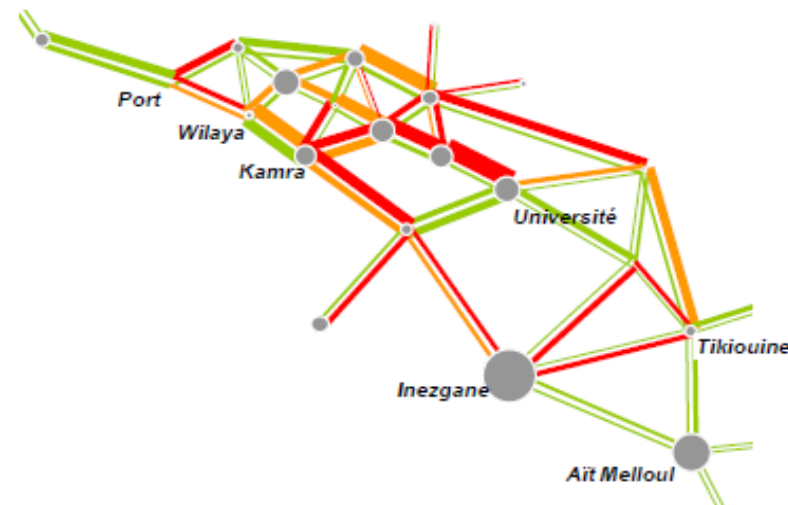 Port
Wilaya
Kamra
Université
Tikiouine
Inezgane
Aït Melloul